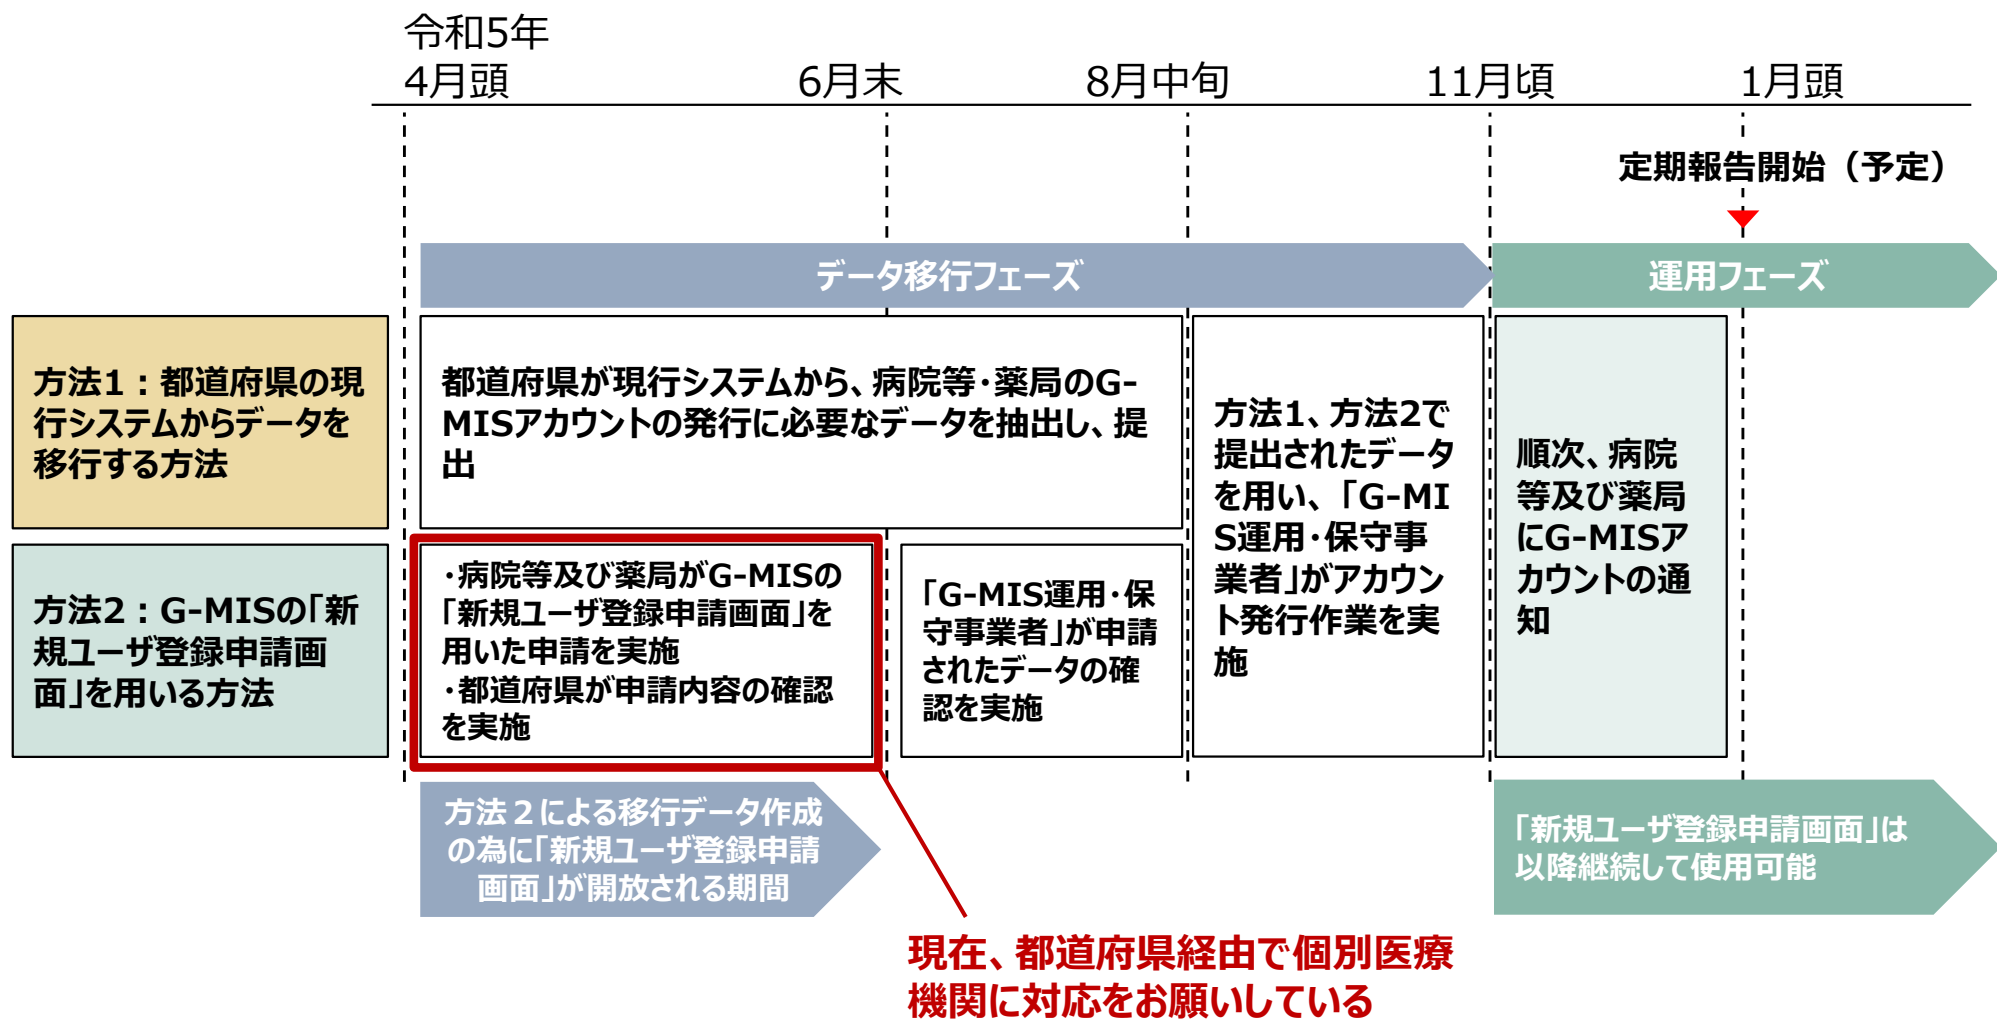 令和5年
4月頭
6月末
8月中旬
11月頃
1月頭
定期報告開始（予定）
データ移行フェーズ
運用フェーズ
方法1：都道府県の現
行システムからデータを
移行する方法
都道府県が現行システムから、病院等・薬局のG-
MISアカウントの発行に必要なデータを抽出し、提
出
方法1、方法2で
提出されたデータ
を用い、「G-MI
S運用・保守事
業者」がアカウン
ト発行作業を実
施
順次、病院
等及び薬局
にG-MISア
カウントの通
知
方法2：G-MISの「新
規ユーザ登録申請画
面」を用いる方法
・病院等及び薬局がG-MISの
「新規ユーザ登録申請画面」を
用いた申請を実施
・都道府県が申請内容の確認
を実施
「G-MIS運用・保
守事業者」が申請
されたデータの確
認を実施
方法２による移行データ作成
の為に「新規ユーザ登録申請
画面」が開放される期間
「新規ユーザ登録申請画面」は
以降継続して使用可能
現在、都道府県経由で個別医療
機関に対応をお願いしている